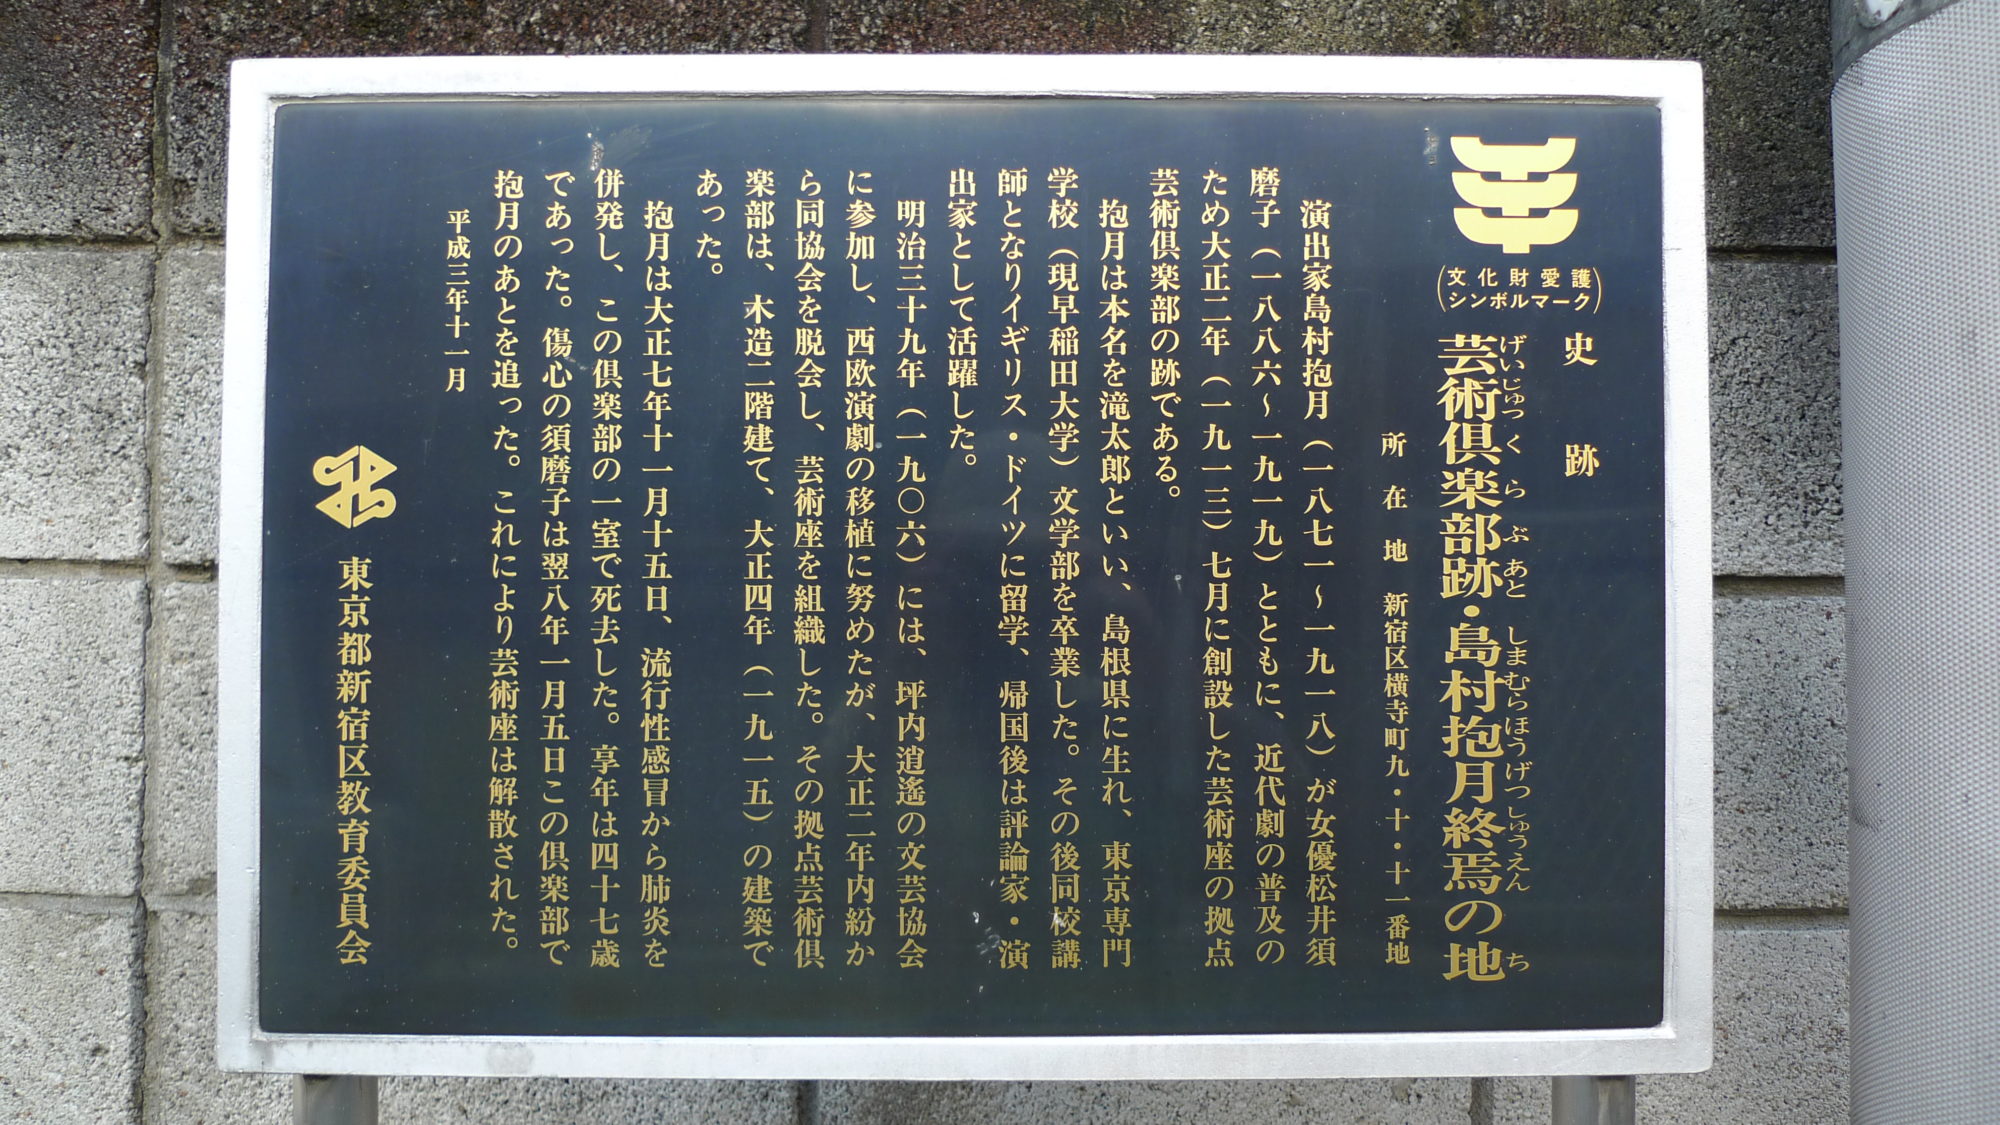 (文化財愛護
シンボルマーク)
史跡
芸術倶楽部跡・島村抱月終焉の地
げいじゅつくらぶあと しまむらほうげつしゅうえん ち
所在地 新宿区横寺町九・十・十一番地
演出家島村抱月(一八七一〜一九一八)が女優松井須
磨子(一八八六〜一九一九)とともに、近代劇の普及の
ため大正二年(一九一三)七月に創設した芸術座の拠点
芸術倶楽部の跡である。
抱月は本名を滝太郎といい、島根県に生れ、東京専門
学校(現早稲田大学)文学部を卒業した。その後同校講
師となりイギリス・ドイツに留学、帰国後は評論家・演
出家として活躍した。
明治三十九年(一九〇六)には、坪内逍遙の文芸協会
に参加し、西欧演劇の移植に努めたが、大正二年内紛か
ら同協会を脱会し、芸術座を組織した。その拠点芸術倶
楽部は、木造二階建て、大正四年(一九一五)の建築で
あった。
抱月は大正七年十一月十五日、流行性感冒から肺炎を
併発し、この倶楽部の一室で死去した。享年は四十七歳
であった。傷心の須磨子は翌八年一月五日この倶楽部で
抱月のあとを追った。これにより芸術座は解散された。
平成三年十一月
東京都新宿区教育委員会